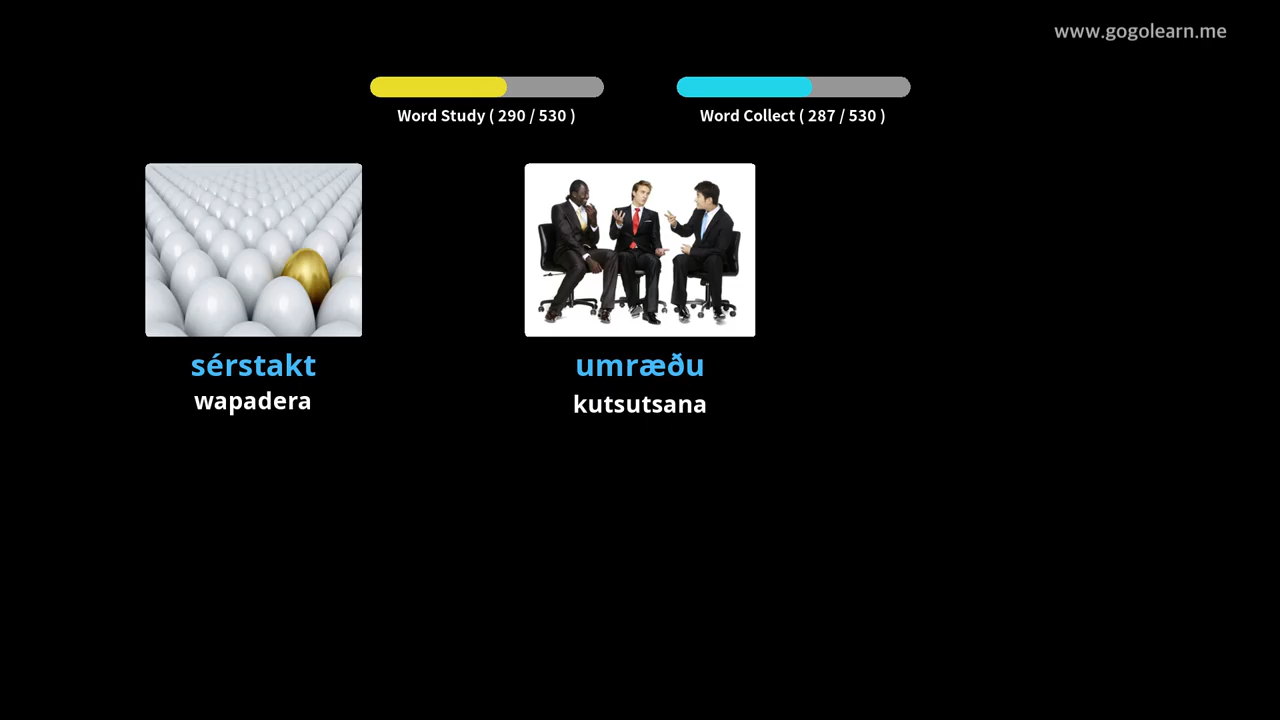 www.gogolearn.me
Word Study ( 290 / 530 )
Word Collect ( 287 / 530 )
sérstakt
wapadera
umræðu
kutsutsana